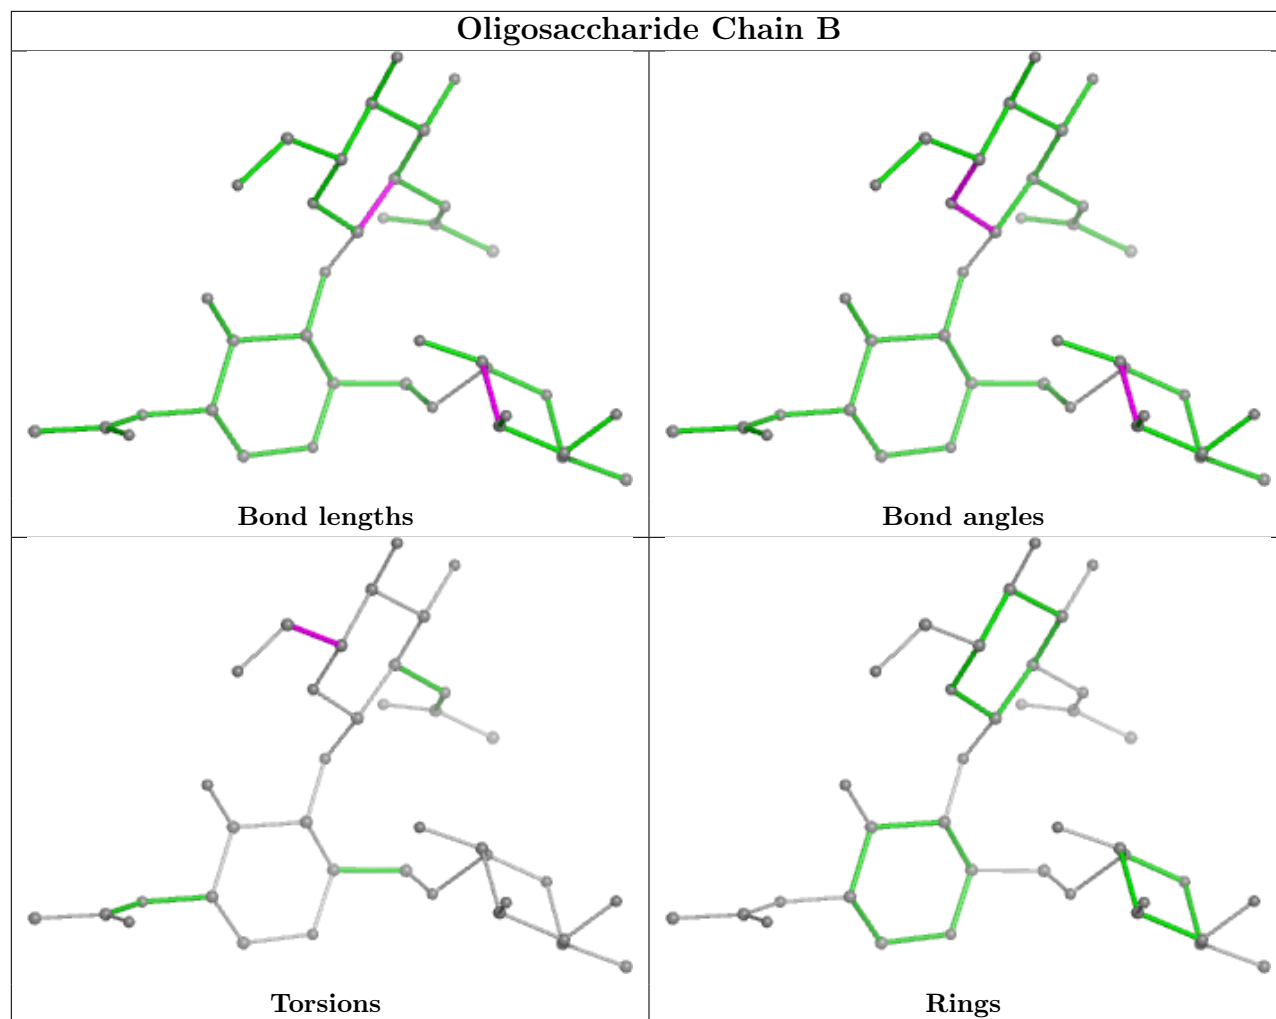 Oligosaccharide Chain B
Bond lengths
Bond angles
Torsions
Rings